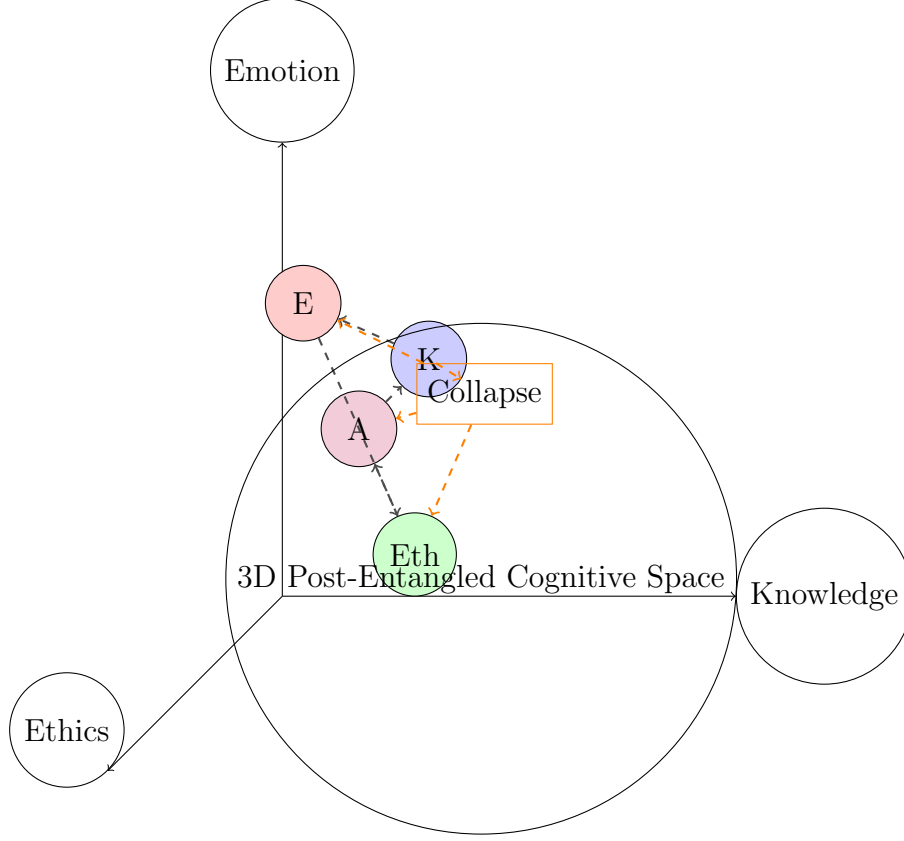 Emotion
E
K
Collapse
A
Eth
3D Post-Entangled Cognitive Space
Knowledge
Ethics